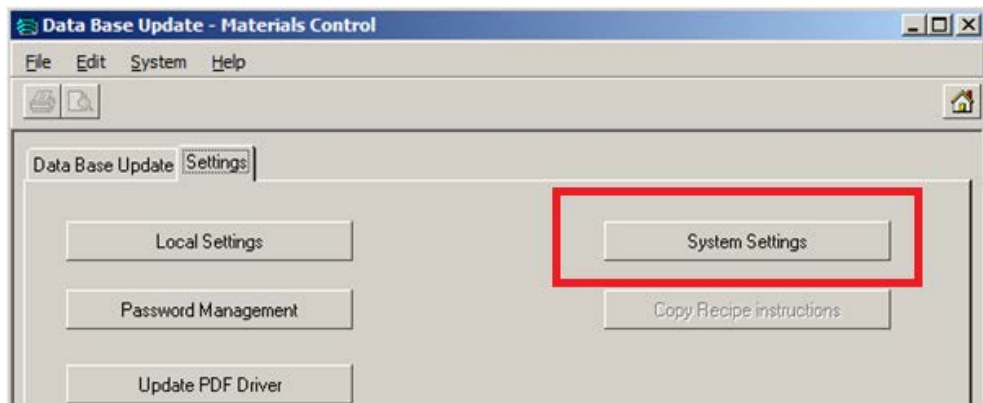 Data Base Update - Materials Control
File Edit System Help
Data Base Update Settings
Local Settings System Settings
Password Management Copy Recipe instructions
Update PDF Driver